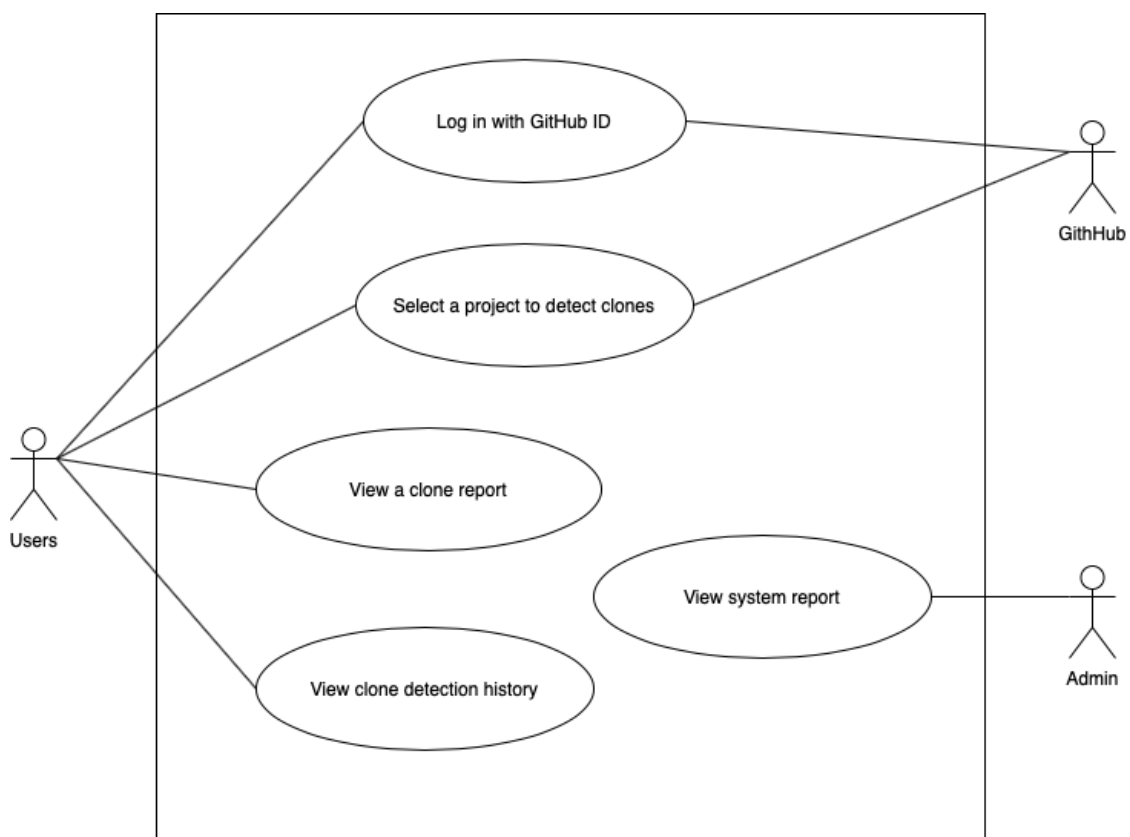 Log in with GitHub ID
GithHub
Select a project to detect clones
View a clone report
Users
View system report
Admin
View clone detection history